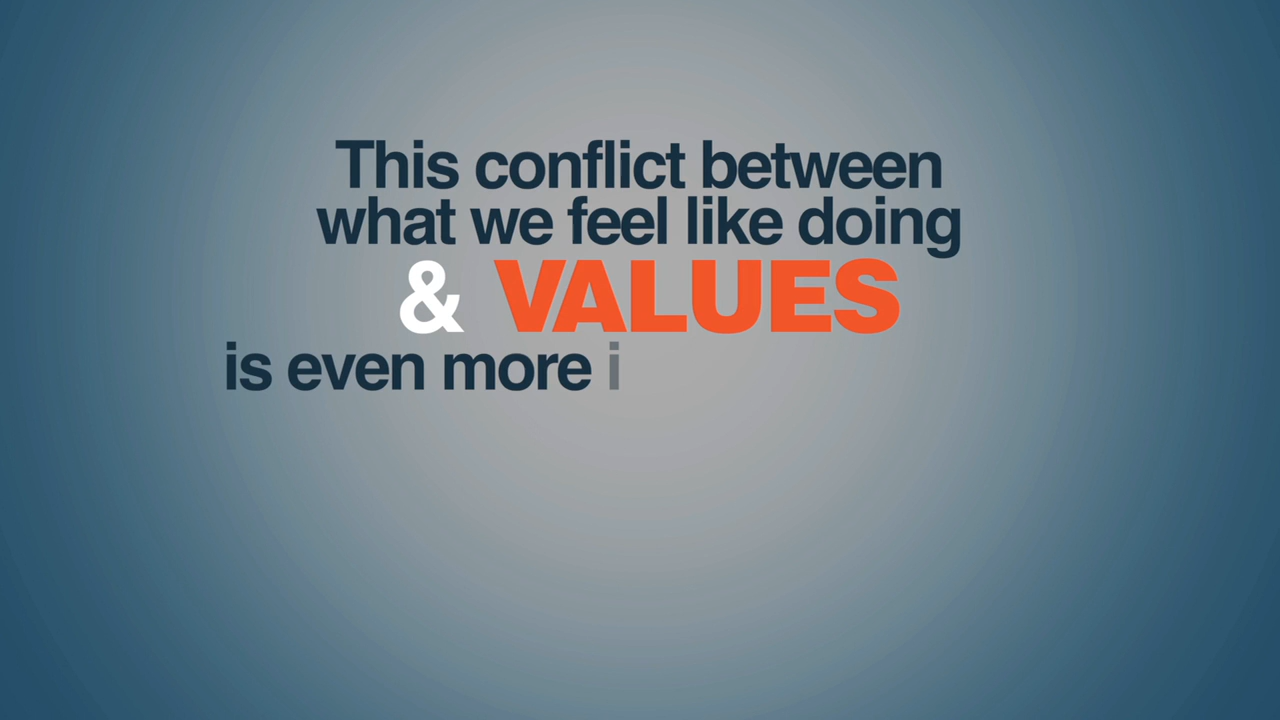 This conflict between
what we feel like doing
& VALUES
is even more i